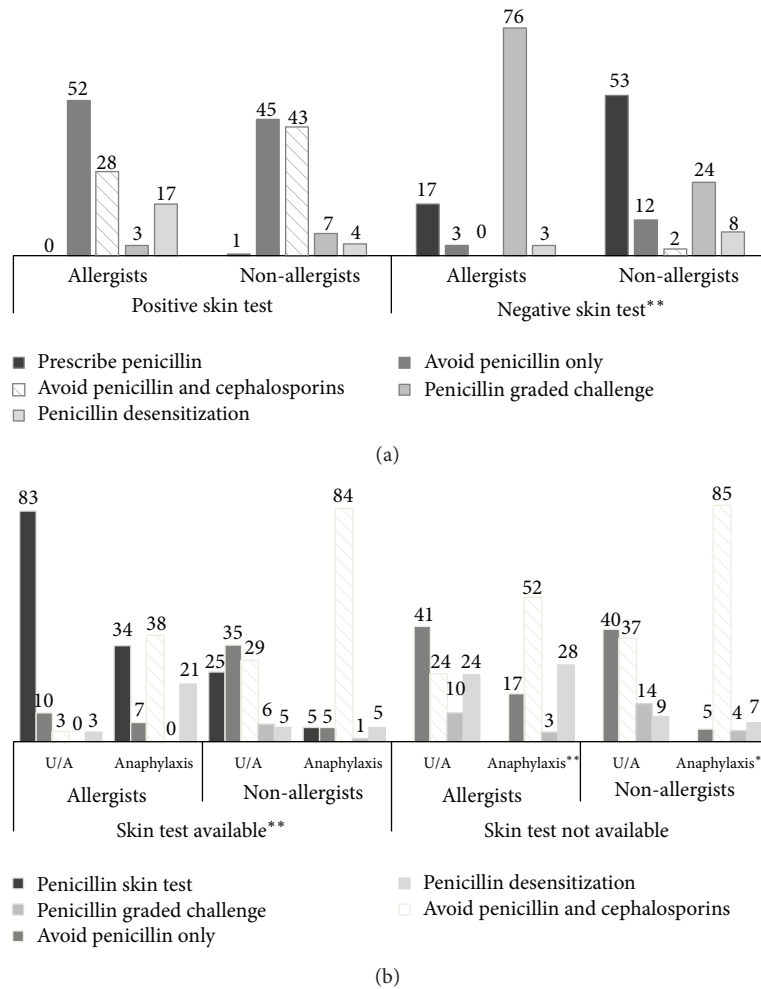 76
52
45
43
53
28
17
17
24
12
0
3
1
7
4
3
0
3
2
8
Allergists
Non-allergists
Allergists
Non-allergists
Positive skin test
Negative skin test**
Prescribe penicillin
Avoid penicillin only
Avoid penicillin and cephalosporins
Penicillin graded challenge
Penicillin desensitization
(a)
83
10
3
0
3
34
7
38
0
21
25
35
29
6
5
5
5
84
1
5
41
24
10
24
17
52
3
28
40
37
14
9
5
85
4
7
U/A
Anaphylaxis
U/A
Anaphylaxis
U/A
Anaphylaxis**
U/A
Anaphylaxis*
Allergists
Non-allergists
Allergists
Non-allergists
Skin test available**
Skin test not available
Penicillin skin test
Penicillin desensitization
Penicillin graded challenge
Avoid penicillin and cephalosporins
Avoid penicillin only
(b)